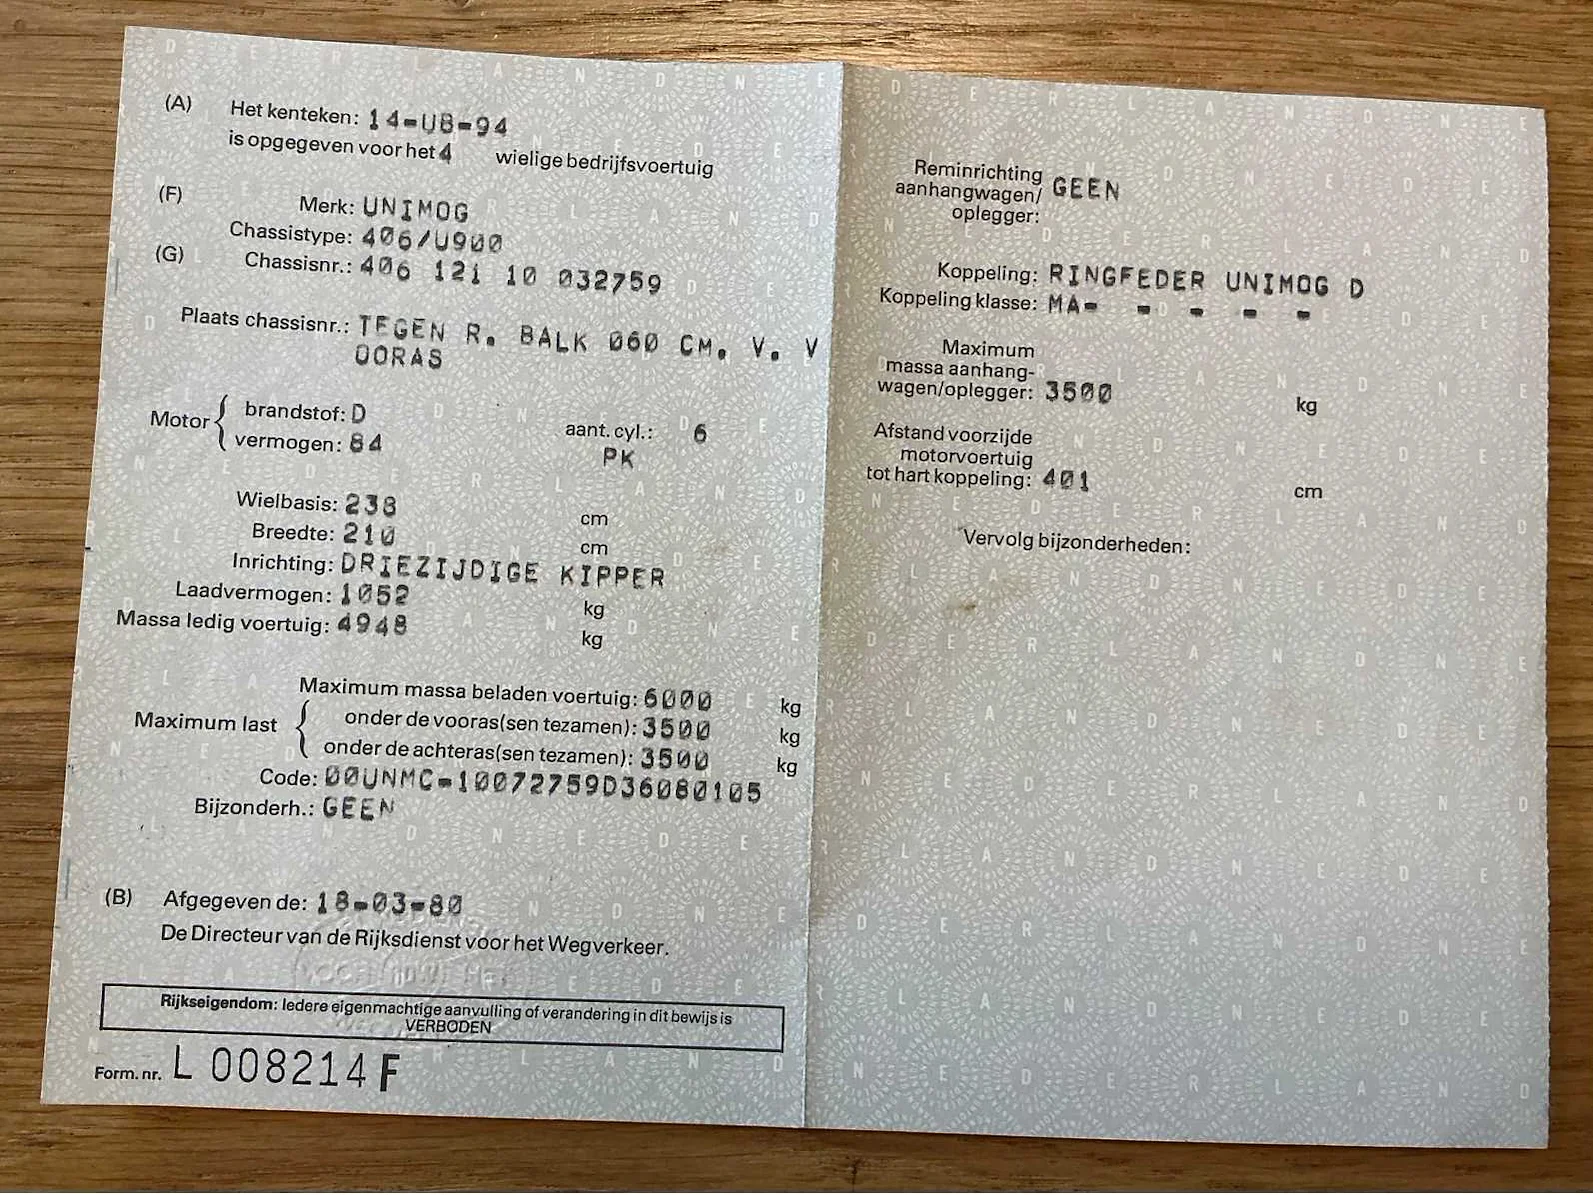 (A) Het kenteken: 14-UB-94
is opgegeven voor het 4 wielige bedrijfsvoertuig
(F) Merk: UNIMOG
Chassistype: 406/U900
(G) Chassisnr.: 406 121 10 032759
Plaats chassisnr.: TEGEN R. BALK 060 CM. V. V
OORAS
Motor { brandstof: D aant. cyl.: 6
vermogen: 84 PK
Wielbasis: 238 cm
Breedte: 210 cm
Inrichting: DRIEZIJDIGE KIPPER
Laadvermogen: 1052 kg
Massa ledig voertuig: 4948 kg
Maximum massa beladen voertuig: 6000 kg
Maximum last { onder de vooras(sen tezamen): 3500 kg
onder de achteras(sen tezamen): 3500 kg
Code: 00UNMC-10072759D36080105
Bijzonderh.: GEEN
(B) Afgegeven de: 18-03-80
De Directeur van de Rijksdienst voor het Wegverkeer.
Rijkseigendom: Iedere eigenmachtige aanvulling of verandering in dit bewijs is
VERBODEN
Form. nr. L 008214 F
Reminrichting
aanhangwagen/ GEEN
oplegger:
Koppeling: RINGFEDER UNIMOG D
Koppeling klasse: MA- - - - -
Maximum
massa aanhang-
wagen/oplegger: 3500 kg
Afstand voorzijde
motorvoertuig
tot hart koppeling: 401 cm
Vervolg bijzonderheden: